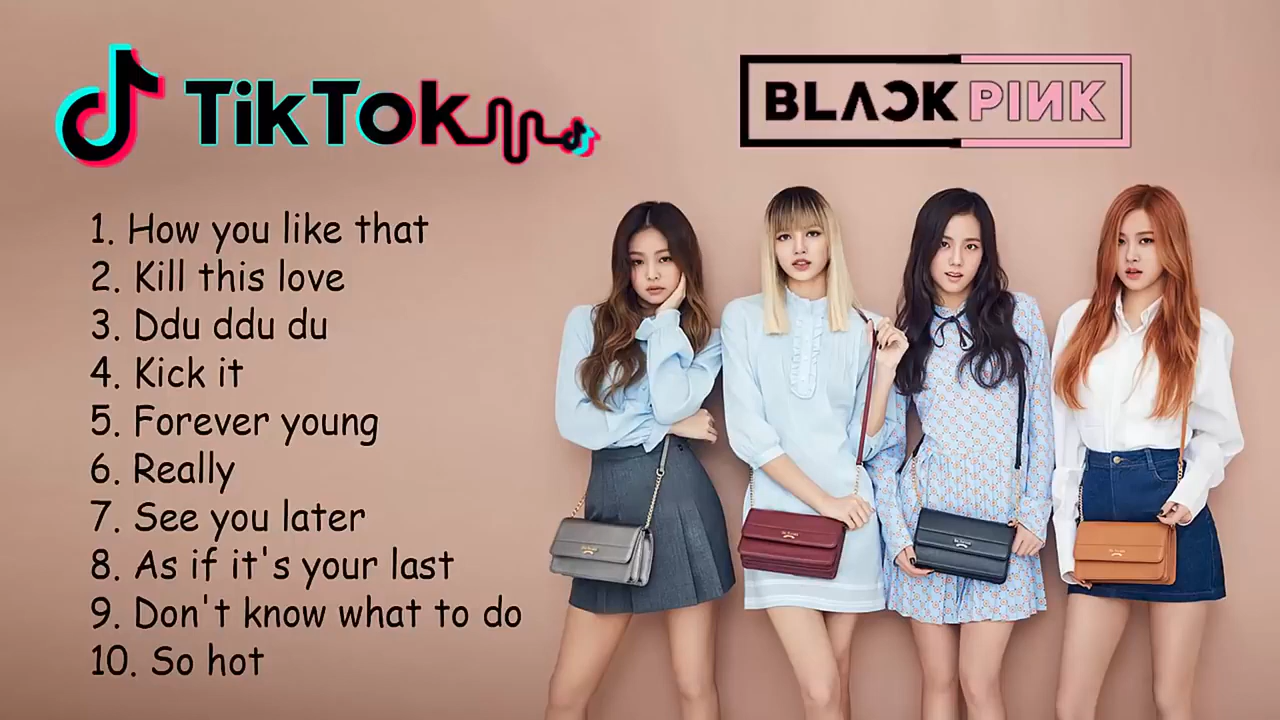 TikTok
BLACKPINK
1. How you like that
2. Kill this love
3. Ddu ddu du
4. Kick it
5. Forever young
6. Really
7. See you later
8. As if it's your last
9. Don't know what to do
10. So hot